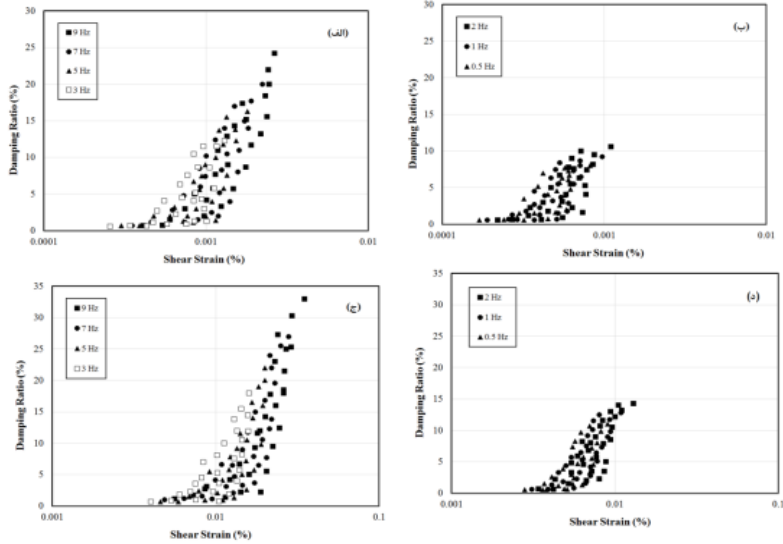 30
25
20
15
10
5
0
0.0001
0.001
0.01
Damping Ratio (%)
Shear Strain (%)
9 Hz
7 Hz
5 Hz
3 Hz
(الف)
30
25
20
15
10
5
0
0.0001
0.001
0.01
Damping Ratio (%)
Shear Strain (%)
2 Hz
1 Hz
0.5 Hz
(ب)
35
30
25
20
15
10
5
0
0.001
0.01
0.1
Damping Ratio (%)
Shear Strain (%)
9 Hz
7 Hz
5 Hz
3 Hz
(ج)
35
30
25
20
15
10
5
0
0.001
0.01
0.1
Damping Ratio (%)
Shear Strain (%)
2 Hz
1 Hz
0.5 Hz
(د)